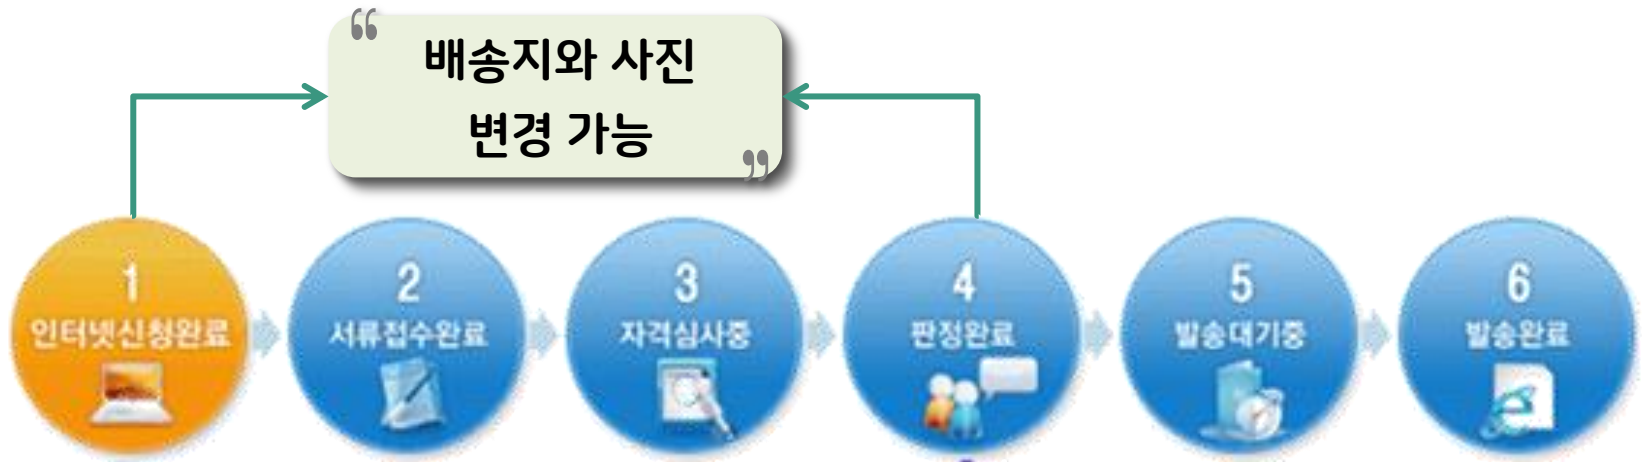 “
배송지와 사진
변경 가능
”
1
인터넷신청완료
2
서류접수완료
3
자격심사중
4
판정완료
5
발송대기중
6
발송완료